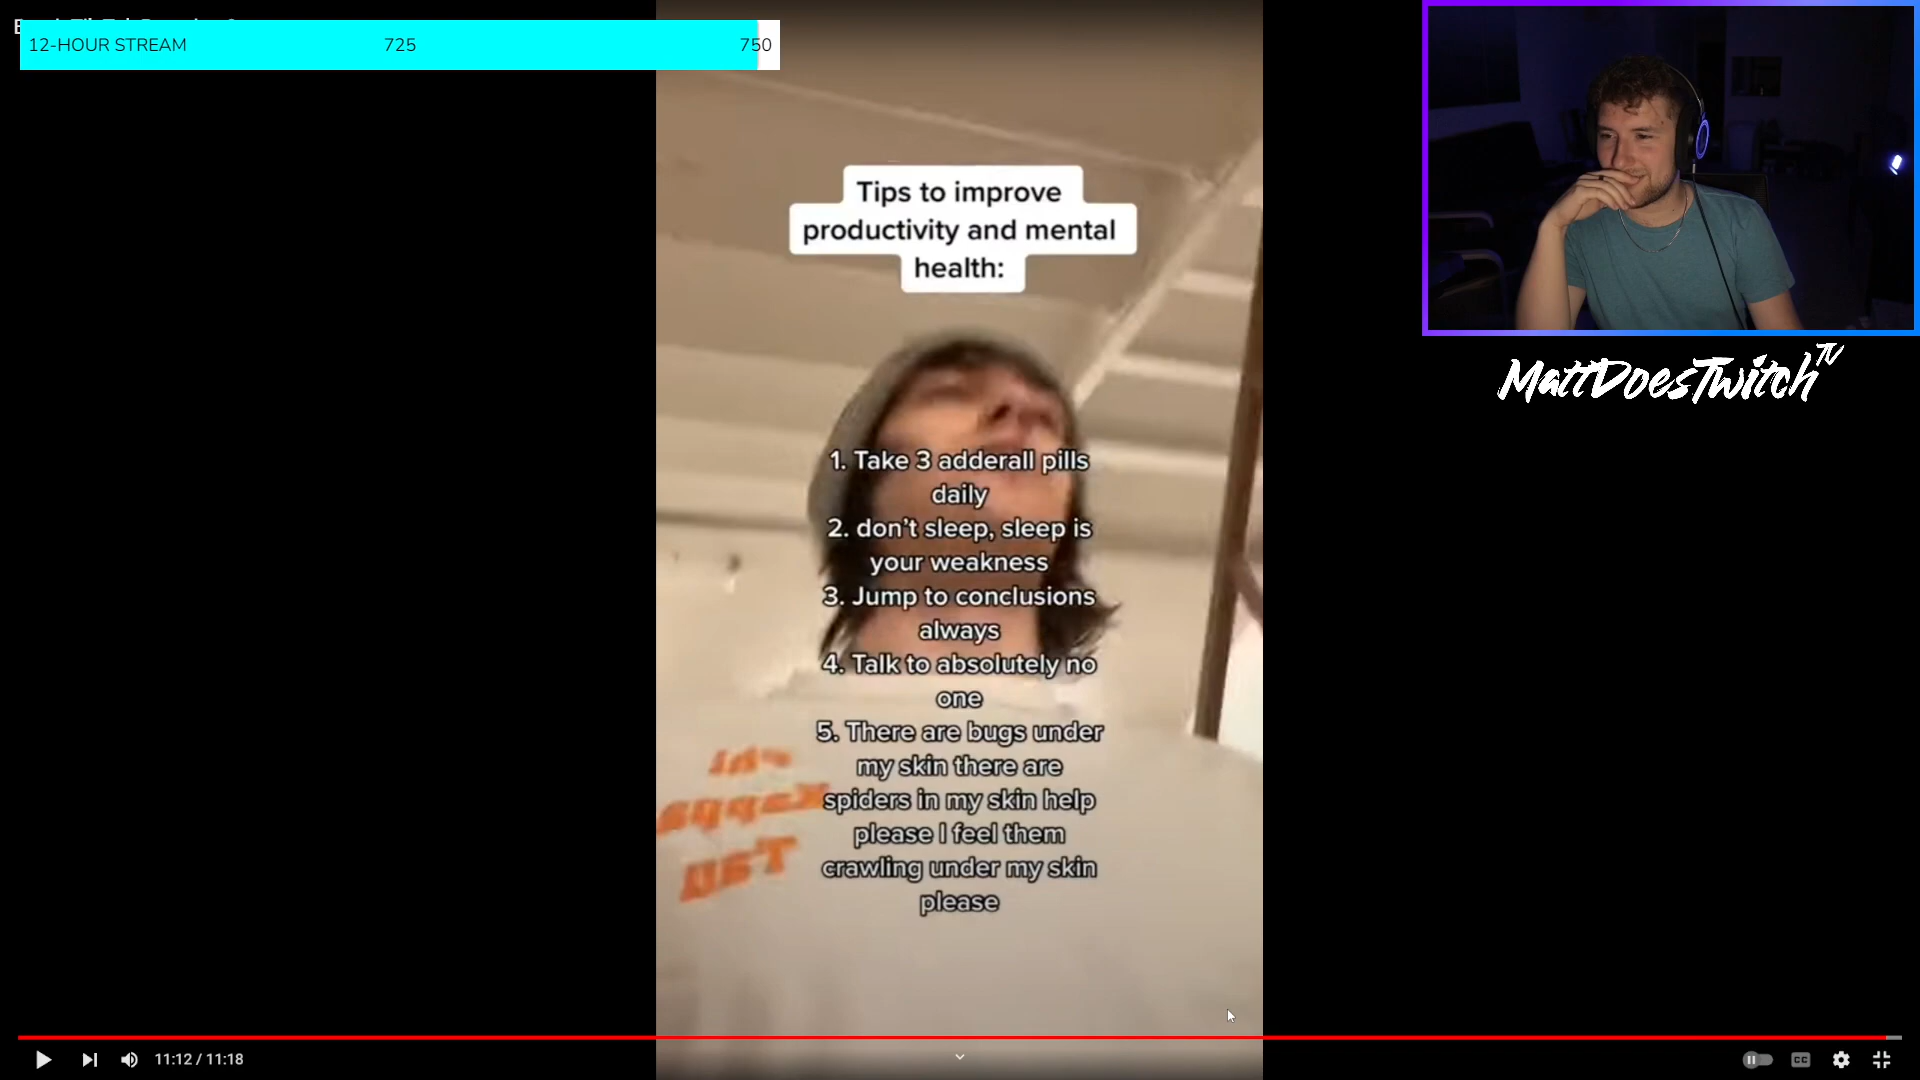 12-HOUR STREAM 725 750
Tips to improve
productivity and mental
health:
1. Take 3 adderall pills
daily
2. don't sleep, sleep is
your weakness
3. Jump to conclusions
always
4. Talk to absolutely no
one
5. There are bugs under
my skin there are
spiders in my skin help
please I feel them
crawling under my skin
please
MattDoesTwitch TV
11:12 / 11:18
CC